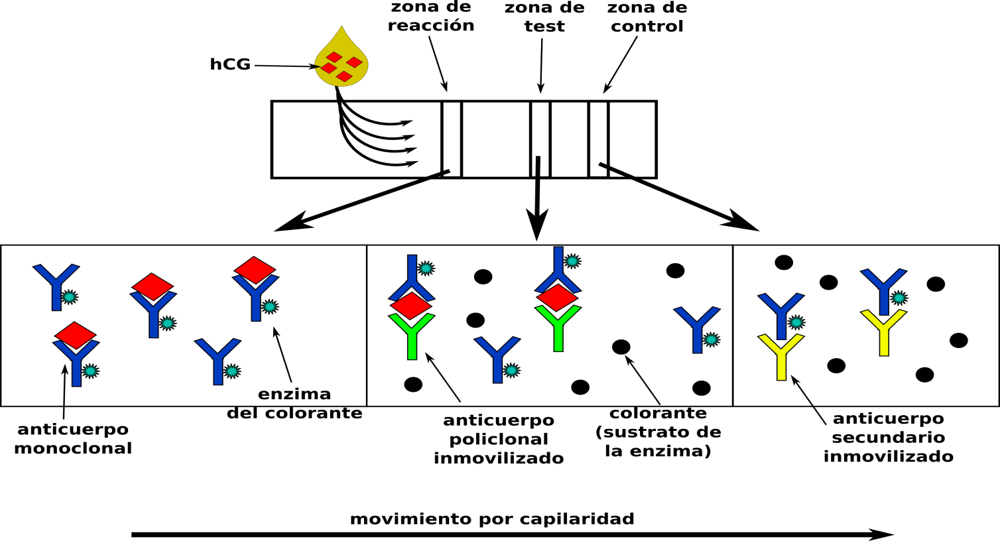 zona de
reacción
zona de
test
zona de
control
hCG
enzima
del colorante
anticuerpo
monoclonal
anticuerpo
policlonal
inmovilizado
colorante
(sustrato de
la enzima)
anticuerpo
secundario
inmovilizado
movimiento por capilaridad